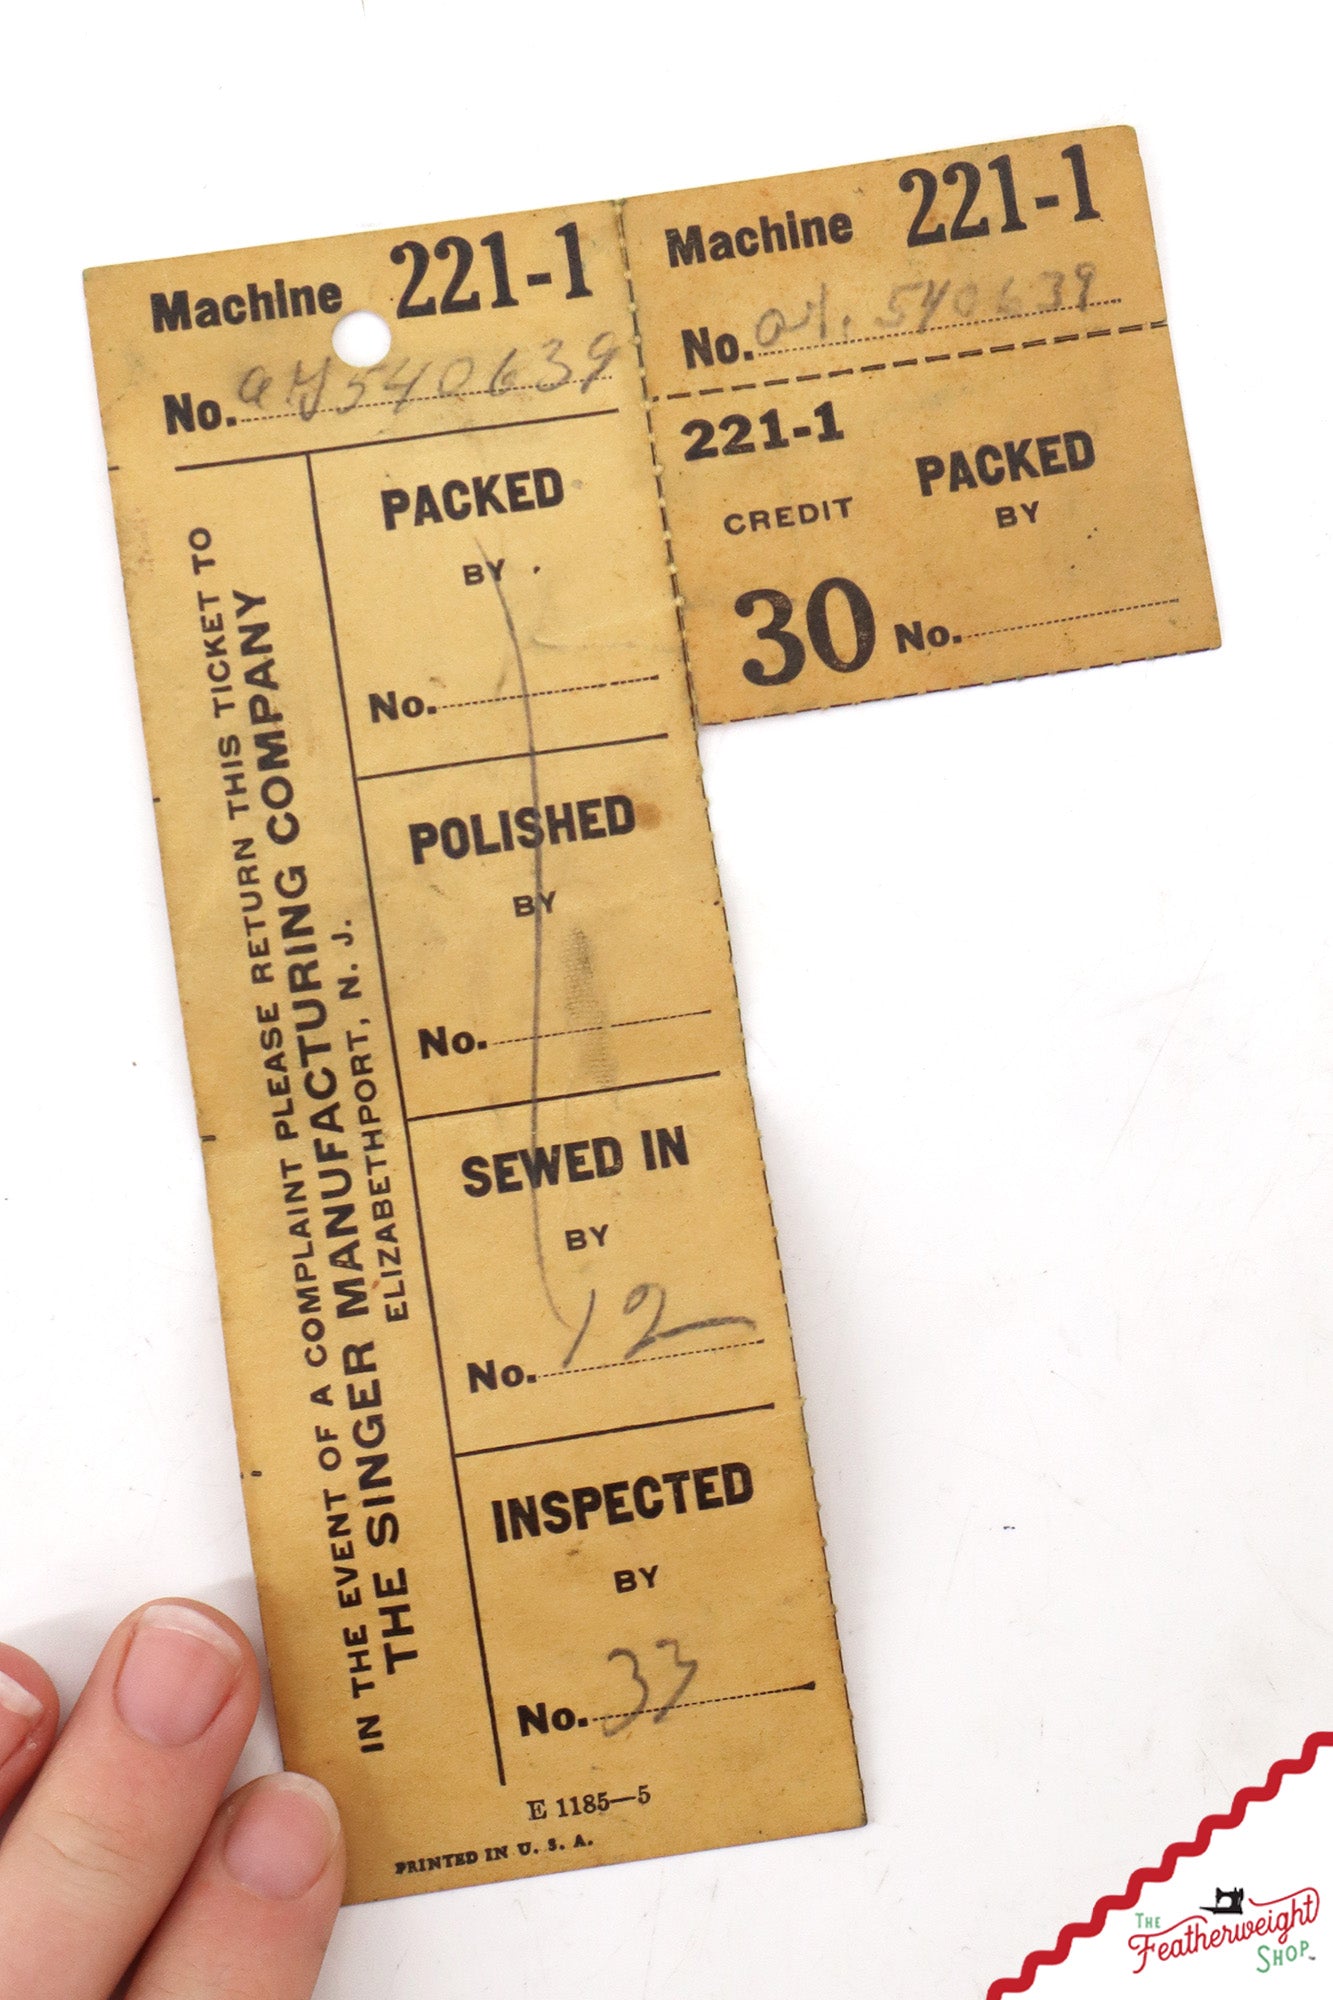 Machine 221-1
No. AH540639
PACKED
BY
No.
POLISHED
BY
No.
SEWED IN
BY
No. 12
INSPECTED
BY
No. 33
IN THE EVENT OF A COMPLAINT PLEASE RETURN THIS TICKET TO
THE SINGER MANUFACTURING COMPANY
ELIZABETHPORT, N. J.
E 1185—5
PRINTED IN U. S. A.
Machine 221-1
No. 540639
221-1
CREDIT
30
PACKED
BY
No.
THE
Featherweight
SHOP